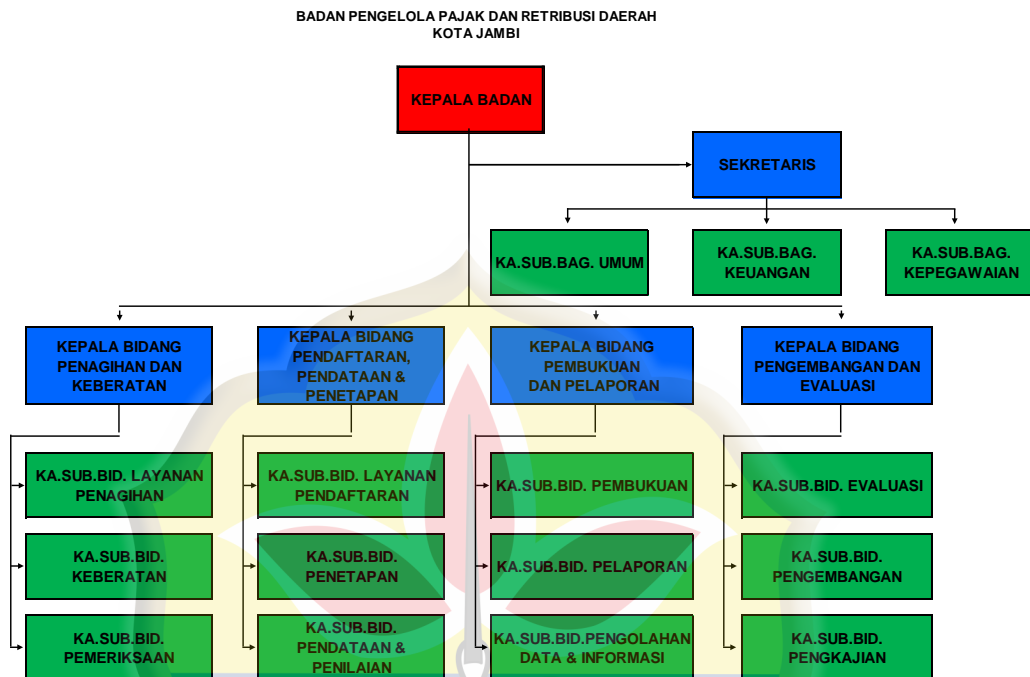 BADAN PENGELOLA PAJAK DAN RETRIBUSI DAERAH
KOTA JAMBI
KEPALA BADAN
SEKRETARIS
KA.SUB.BAG. UMUM
KA.SUB.BAG.
KEUANGAN
KA.SUB.BAG.
KEPEGAWAIAN
KEPALA BIDANG
PENAGIHAN DAN
KEBERATAN
KEPALA BIDANG
PENDAFTARAN,
PENDATAAN &
PENETAPAN
KEPALA BIDANG
PEMBUKUAN
DAN PELAPORAN
KEPALA BIDANG
PENGEMBANGAN DAN
EVALUASI
KA.SUB.BID. LAYANAN
PENAGIHAN
KA.SUB.BID. LAYANAN
PENDAFTARAN
KA.SUB.BID. PEMBUKUAN
KA.SUB.BID. EVALUASI
KA.SUB.BID.
KEBERATAN
KA.SUB.BID.
PENETAPAN
KA.SUB.BID. PELAPORAN
KA.SUB.BID.
PENGEMBANGAN
KA.SUB.BID.
PEMERIKSAAN
KA.SUB.BID.
PENDATAAN &
PENILAIAN
KA.SUB.BID.PENGOLAHAN
DATA & INFORMASI
KA.SUB.BID.
PENGKAJIAN